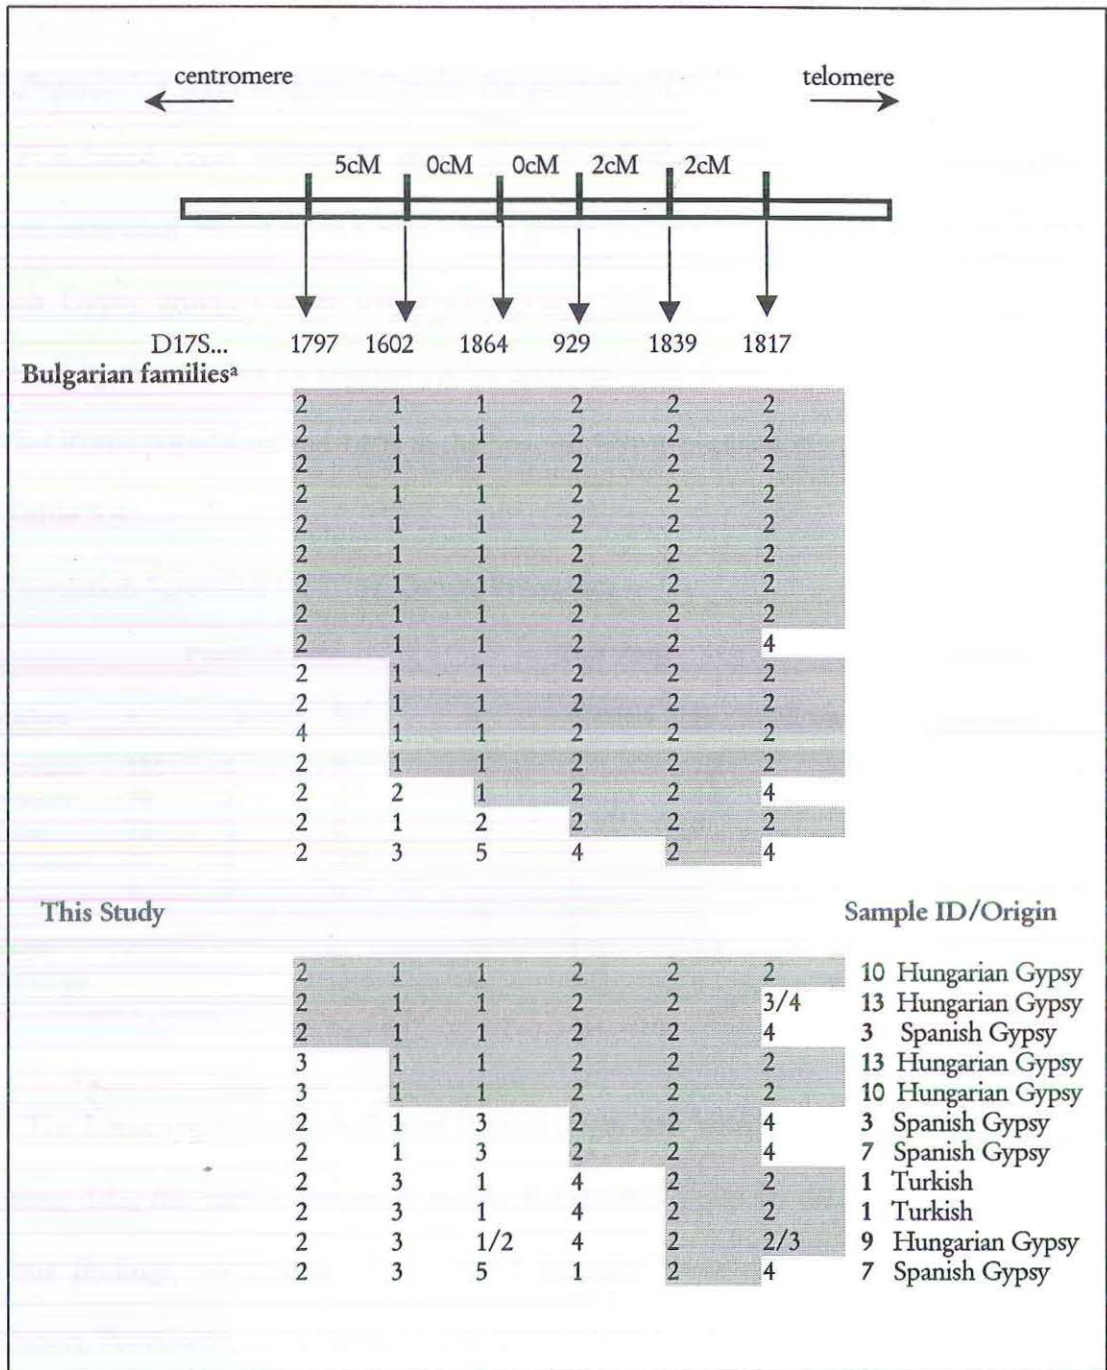 centromere telomere
5cM 0cM 0cM 2cM 2cM
D17S... 1797 1602 1864 929 1839 1817
Bulgarian familiesª
2 1 1 2 2 2
2 1 1 2 2 2
2 1 1 2 2 2
2 1 1 2 2 2
2 1 1 2 2 2
2 1 1 2 2 2
2 1 1 2 2 2
2 1 1 2 2 2
2 1 1 2 2 4
2 1 1 2 2 2
2 1 1 2 2 2
4 1 1 2 2 2
2 1 1 2 2 2
2 2 1 2 2 4
2 1 2 2 2 2
2 3 5 4 2 4
This Study Sample ID/Origin
2 1 1 2 2 2 10 Hungarian Gypsy
2 1 1 2 2 3/4 13 Hungarian Gypsy
2 1 1 2 2 4 3 Spanish Gypsy
3 1 1 2 2 2 13 Hungarian Gypsy
3 1 1 2 2 2 10 Hungarian Gypsy
2 1 3 2 2 4 3 Spanish Gypsy
2 1 3 2 2 4 7 Spanish Gypsy
2 3 1 4 2 2 1 Turkish
2 3 1 4 2 2 1 Turkish
2 3 1/2 4 2 2/3 9 Hungarian Gypsy
2 3 5 1 2 4 7 Spanish Gypsy